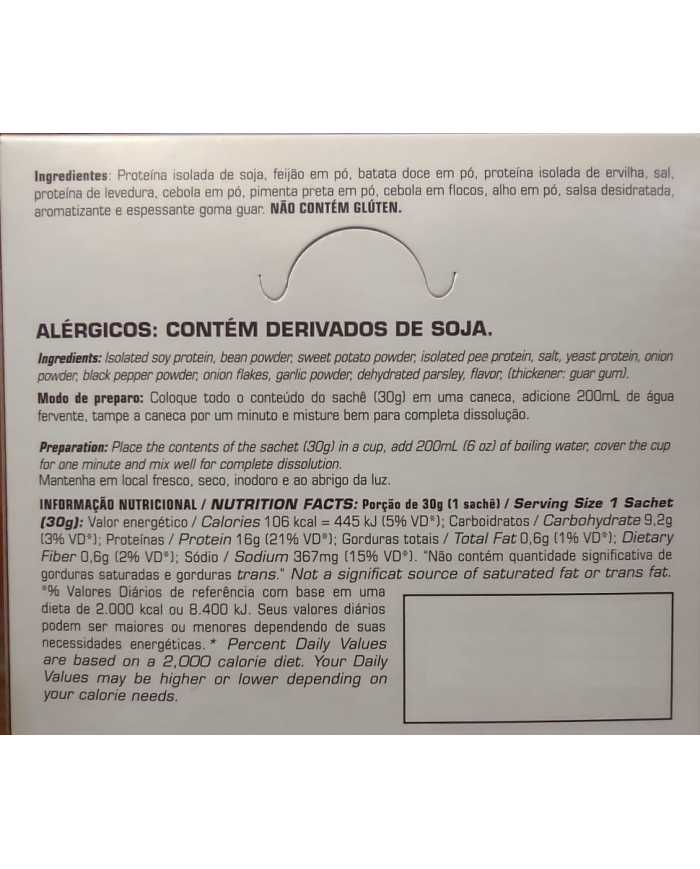 Ingredientes: Proteína isolada de soja, feijão em pó, batata doce em pó, proteína isolada de ervilha, sal,
proteína de levedura, cebola em pó, pimenta preta em pó, cebola em flocos, alho em pó, salsa desidratada,
aromatizante e espessante goma guar. NÃO CONTÉM GLÚTEN.
ALÉRGICOS: CONTÉM DERIVADOS DE SOJA.
Ingredients: Isolated soy protein, bean powder, sweet potato powder, isolated pee protein, salt, yeast protein, onion
powder, black pepper powder, onion flakes, garlic powder, dehydrated parsley, flavor, (thickener: guar gum).
Modo de preparo: Coloque todo o conteúdo do sachê (30g) em uma caneca, adicione 200mL de água
fervente, tampe a caneca por um minuto e misture bem para completa dissolução.
Preparation: Place the contents of the sachet (30g) in a cup, add 200mL (6 oz) of boiling water, cover the cup
for one minute and mix well for complete dissolution.
Mantenha em local fresco, seco, inodoro e ao abrigo da luz.
INFORMAÇÃO NUTRICIONAL / NUTRITION FACTS: Porção de 30g (1 sachê) / Serving Size 1 Sachet
(30g): Valor energético / Calories 106 kcal = 445 kJ (5% VD*); Carboidratos / Carbohydrate 9,2g
(3% VD*); Proteínas / Protein 16g (21% VD*); Gorduras totais / Total Fat 0,6g (1% VD*); Dietary
Fiber 0,6g (2% VD*); Sódio / Sodium 367mg (15% VD*). "Não contém quantidade significativa de
gorduras saturadas e gorduras trans." Not a significat source of saturated fat or trans fat.
*% Valores Diários de referência com base em uma
dieta de 2.000 kcal ou 8.400 kJ. Seus valores diários
podem ser maiores ou menores dependendo de suas
necessidades energéticas. * Percent Daily Values
are based on a 2,000 calorie diet. Your Daily
Values may be higher or lower depending on
your calorie needs.